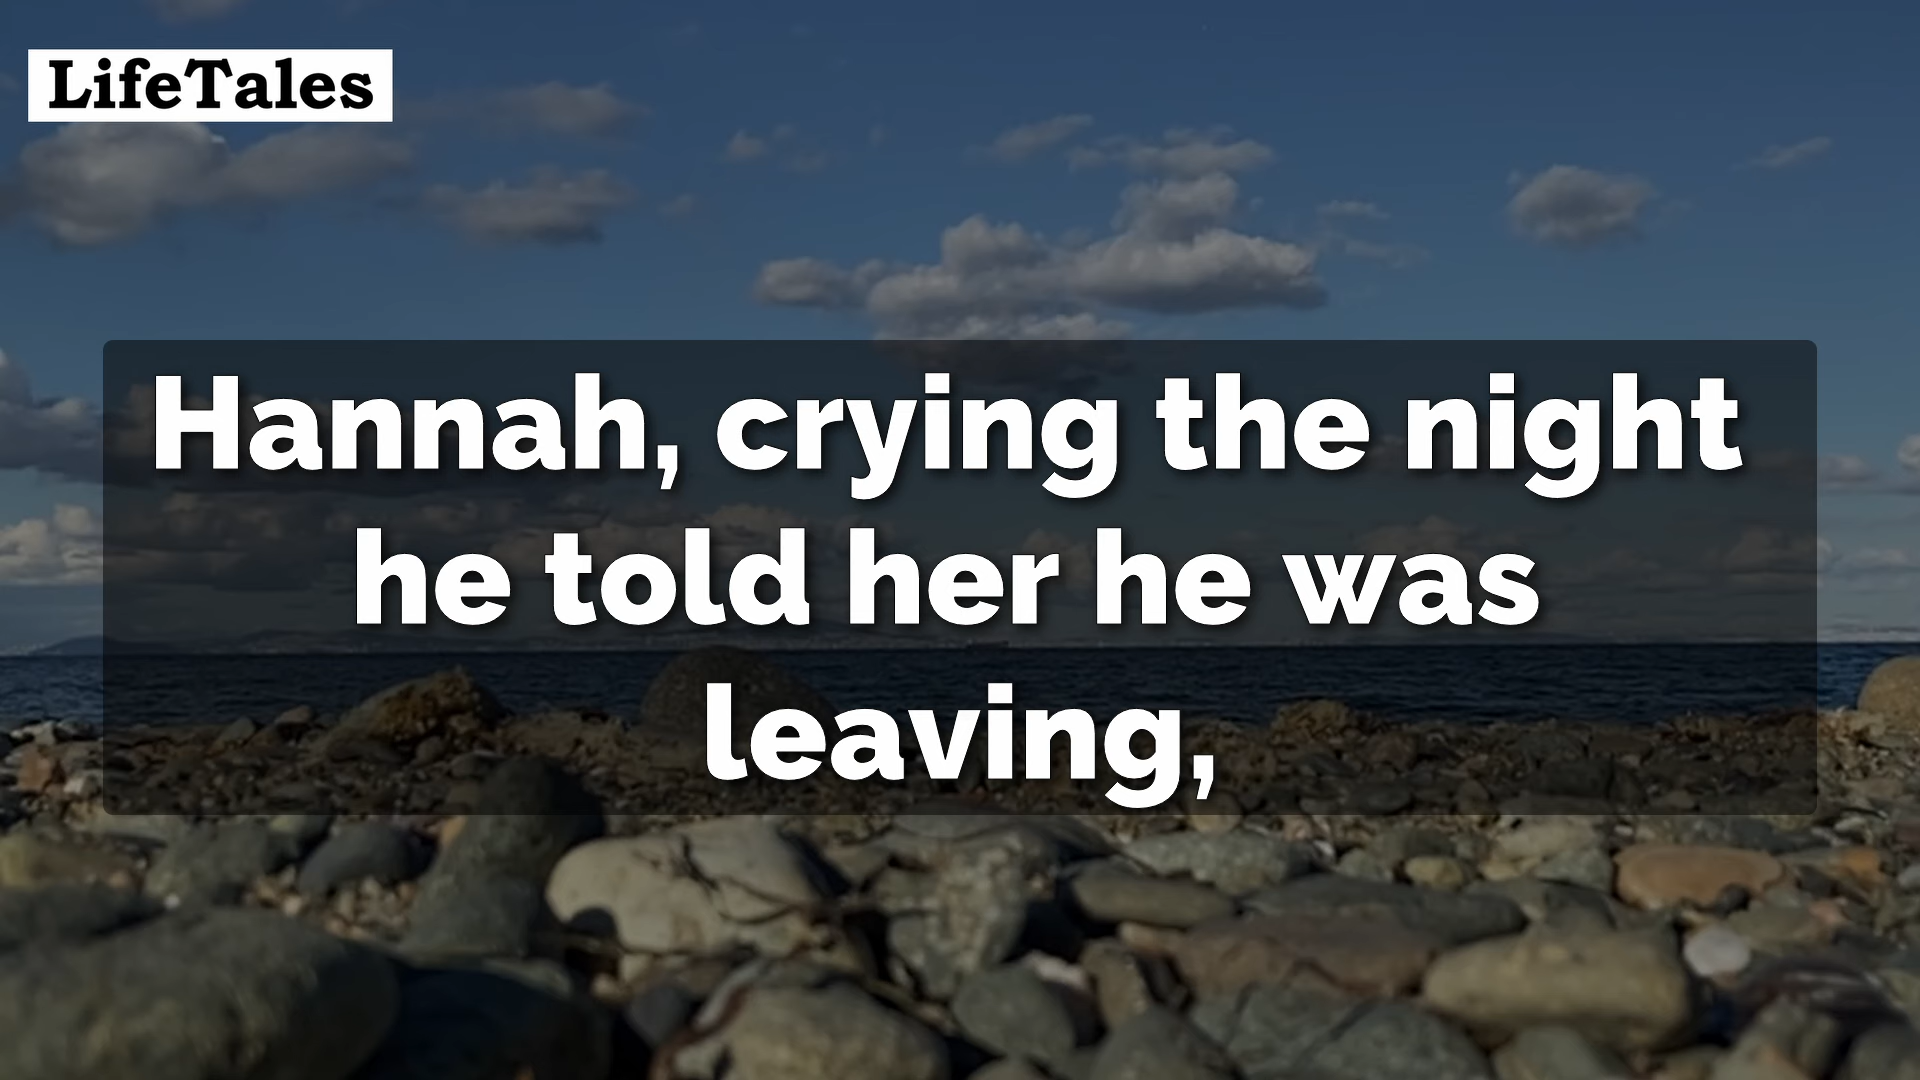 LifeTales
Hannah, crying the night
he told her he was
leaving,